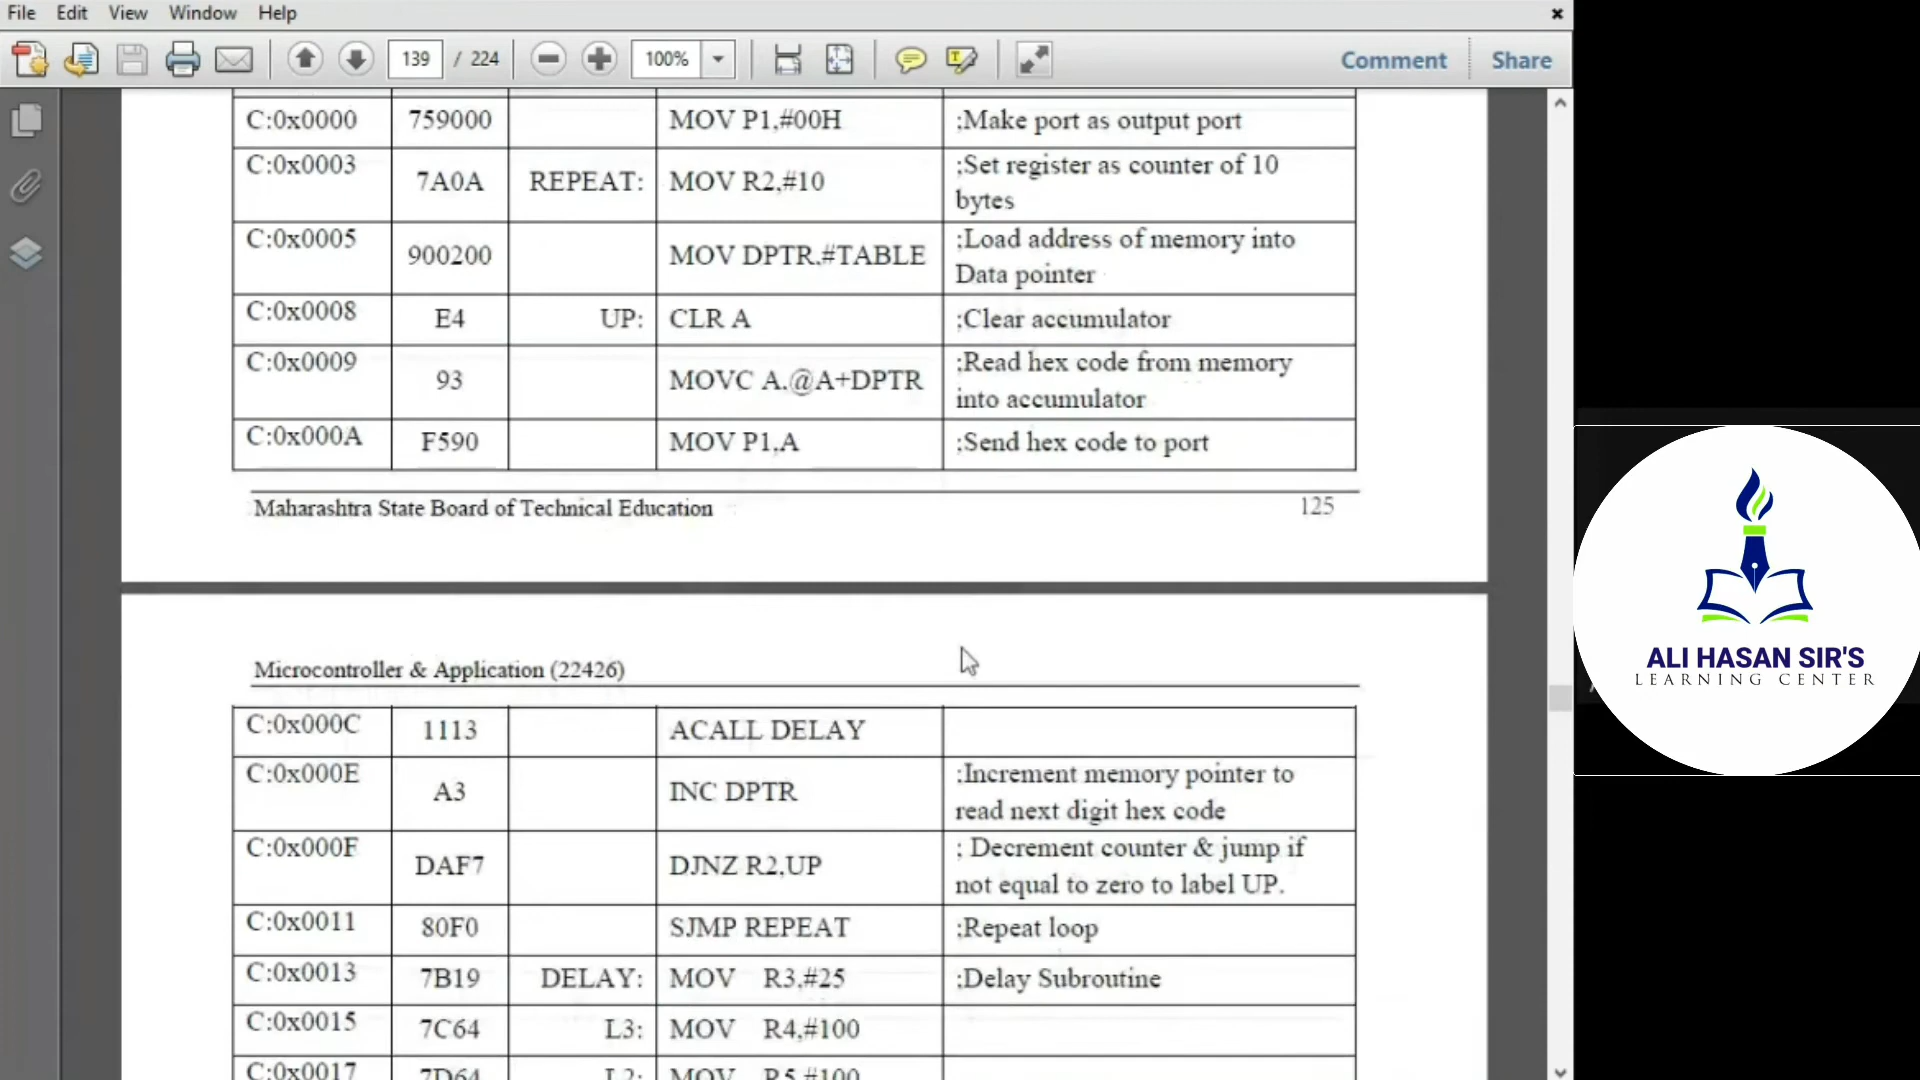 File Edit View Window Help
139 / 224 100% Comment Share
C:0x0000 759000 MOV P1,#00H ;Make port as output port
C:0x0003 7A0A REPEAT: MOV R2,#10 ;Set register as counter of 10
bytes
C:0x0005 900200 MOV DPTR,#TABLE ;Load address of memory into
Data pointer
C:0x0008 E4 UP: CLR A ;Clear accumulator
C:0x0009 93 MOVC A,@A+DPTR ;Read hex code from memory
into accumulator
C:0x000A F590 MOV P1,A ;Send hex code to port
Maharashtra State Board of Technical Education 125
Microcontroller & Application (22426)
C:0x000C 1113 ACALL DELAY
C:0x000E A3 INC DPTR ;Increment memory pointer to
read next digit hex code
C:0x000F DAF7 DJNZ R2,UP ; Decrement counter & jump if
not equal to zero to label UP.
C:0x0011 80F0 SJMP REPEAT ;Repeat loop
C:0x0013 7B19 DELAY: MOV R3,#25 ;Delay Subroutine
C:0x0015 7C64 L3: MOV R4,#100
C:0x0017 7D64 L2: MOV R5,#100
ALI HASAN SIR'S
LEARNING CENTER